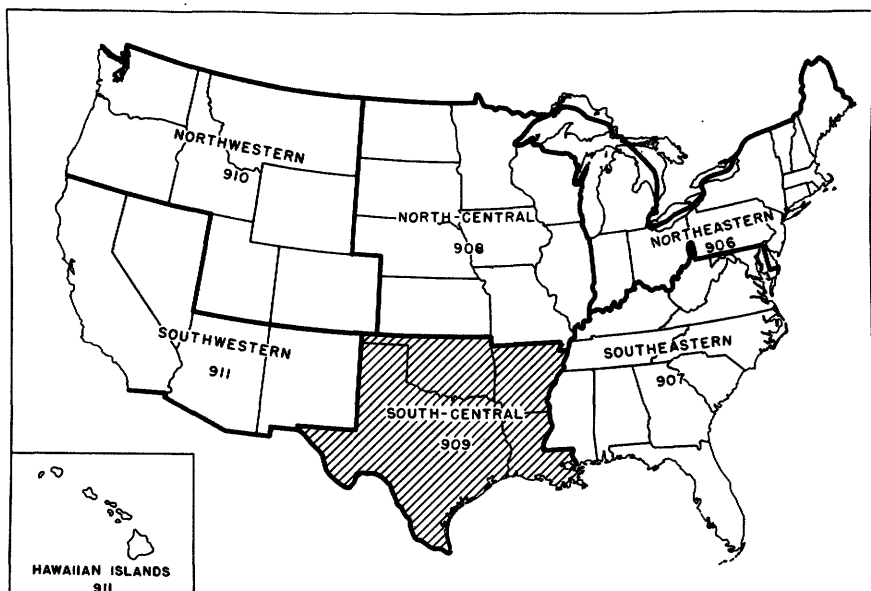 NORTHWESTERN
910
NORTH-CENTRAL
908
NORTHEASTERN
906
SOUTHWESTERN
911
SOUTHEASTERN
907
SOUTH-CENTRAL
909
HAWAIIAN ISLANDS
911